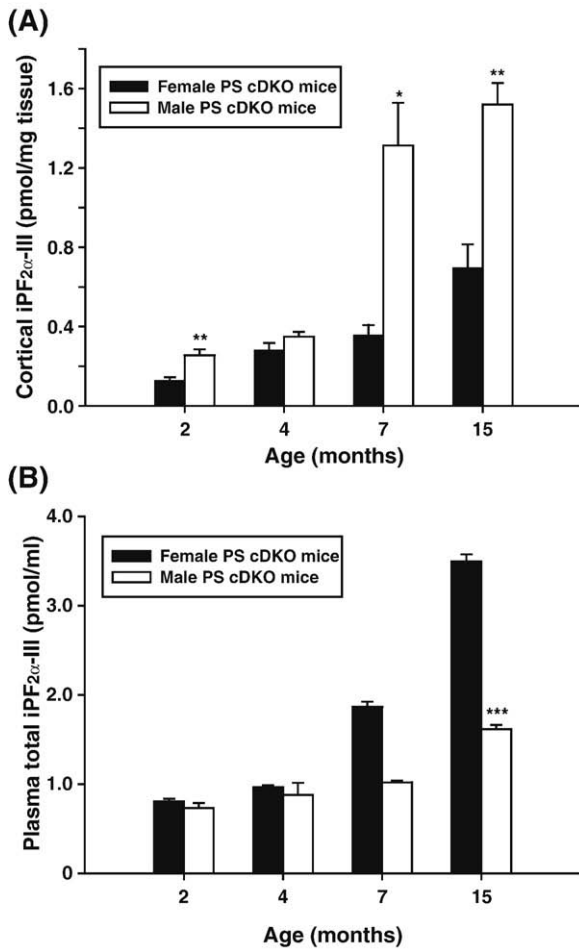 (A)
Cortical iPF2α-III (pmol/mg tissue)
1.6
1.2
0.8
0.4
0.0
Female PS cDKO mice
Male PS cDKO mice
**
*
**
2 4 7 15
Age (months)
(B)
Plasma total iPF2α-III (pmol/ml)
4.0
3.0
2.0
1.0
0
Female PS cDKO mice
Male PS cDKO mice
***
2 4 7 15
Age (months)